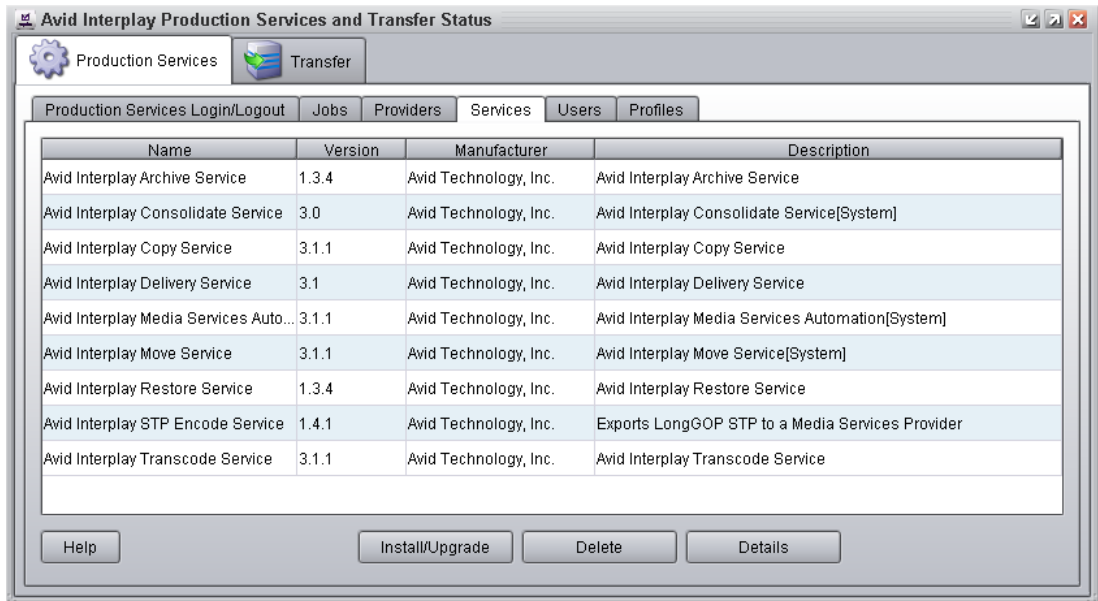 Avid Interplay Production Services and Transfer Status
Production Services Transfer
Production Services Login/Logout Jobs Providers Services Users Profiles
Name Version Manufacturer Description
Avid Interplay Archive Service 1.3.4 Avid Technology, Inc. Avid Interplay Archive Service
Avid Interplay Consolidate Service 3.0 Avid Technology, Inc. Avid Interplay Consolidate Service[System]
Avid Interplay Copy Service 3.1.1 Avid Technology, Inc. Avid Interplay Copy Service
Avid Interplay Delivery Service 3.1 Avid Technology, Inc. Avid Interplay Delivery Service
Avid Interplay Media Services Auto... 3.1.1 Avid Technology, Inc. Avid Interplay Media Services Automation[System]
Avid Interplay Move Service 3.1.1 Avid Technology, Inc. Avid Interplay Move Service[System]
Avid Interplay Restore Service 1.3.4 Avid Technology, Inc. Avid Interplay Restore Service
Avid Interplay STP Encode Service 1.4.1 Avid Technology, Inc. Exports LongGOP STP to a Media Services Provider
Avid Interplay Transcode Service 3.1.1 Avid Technology, Inc. Avid Interplay Transcode Service
Help Install/Upgrade Delete Details